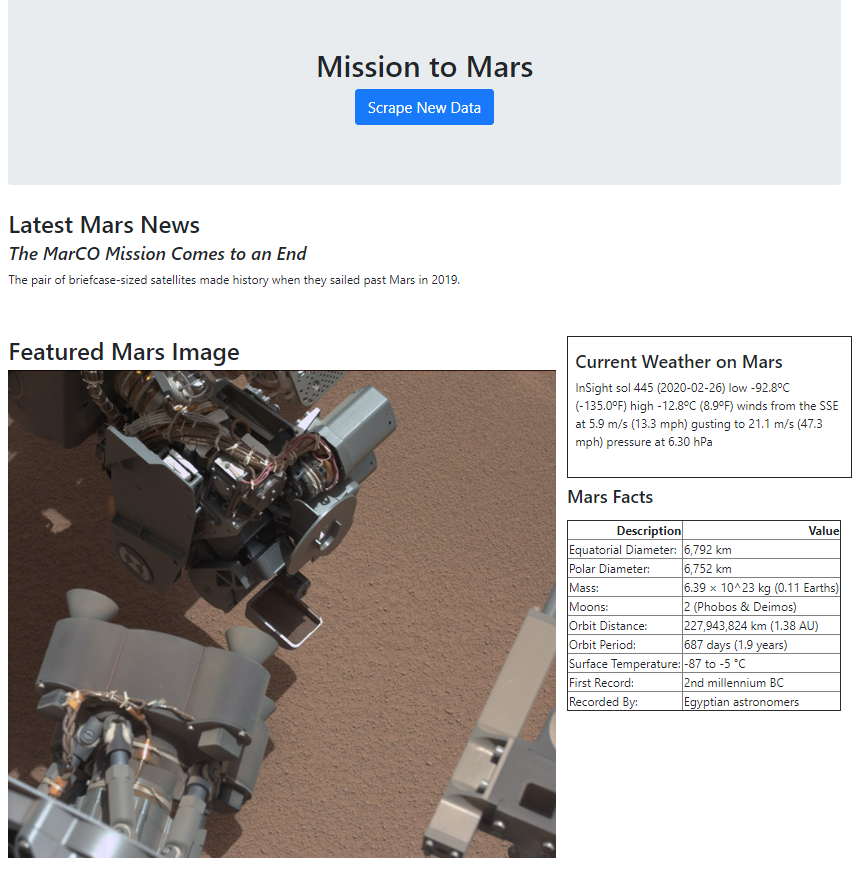 Mission to Mars
Scrape New Data
Latest Mars News
The MarCO Mission Comes to an End
The pair of briefcase-sized satellites made history when they sailed past Mars in 2019.
Featured Mars Image
Current Weather on Mars
InSight sol 445 (2020-02-26) low -92.8ºC
(-135.0ºF) high -12.8ºC (8.9ºF) winds from the SSE
at 5.9 m/s (13.3 mph) gusting to 21.1 m/s (47.3
mph) pressure at 6.30 hPa
Mars Facts
Description Value
Equatorial Diameter: 6,792 km
Polar Diameter: 6,752 km
Mass: 6.39 × 10^23 kg (0.11 Earths)
Moons: 2 (Phobos & Deimos)
Orbit Distance: 227,943,824 km (1.38 AU)
Orbit Period: 687 days (1.9 years)
Surface Temperature: -87 to -5 °C
First Record: 2nd millennium BC
Recorded By: Egyptian astronomers